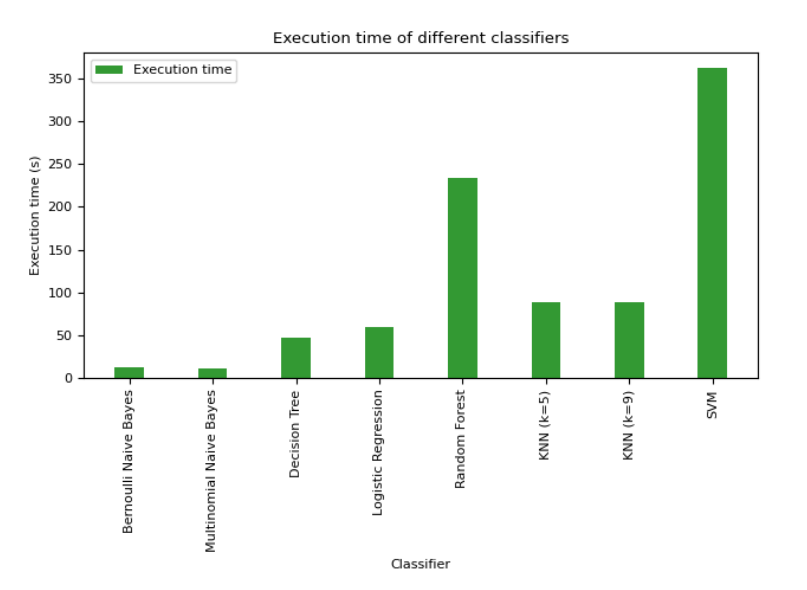 Execution time of different classifiers
Execution time
Execution time (s)
350
300
250
200
150
100
50
0
Bernoulli Naive Bayes
Multinomial Naive Bayes
Decision Tree
Logistic Regression
Random Forest
KNN (k=5)
KNN (k=9)
SVM
Classifier